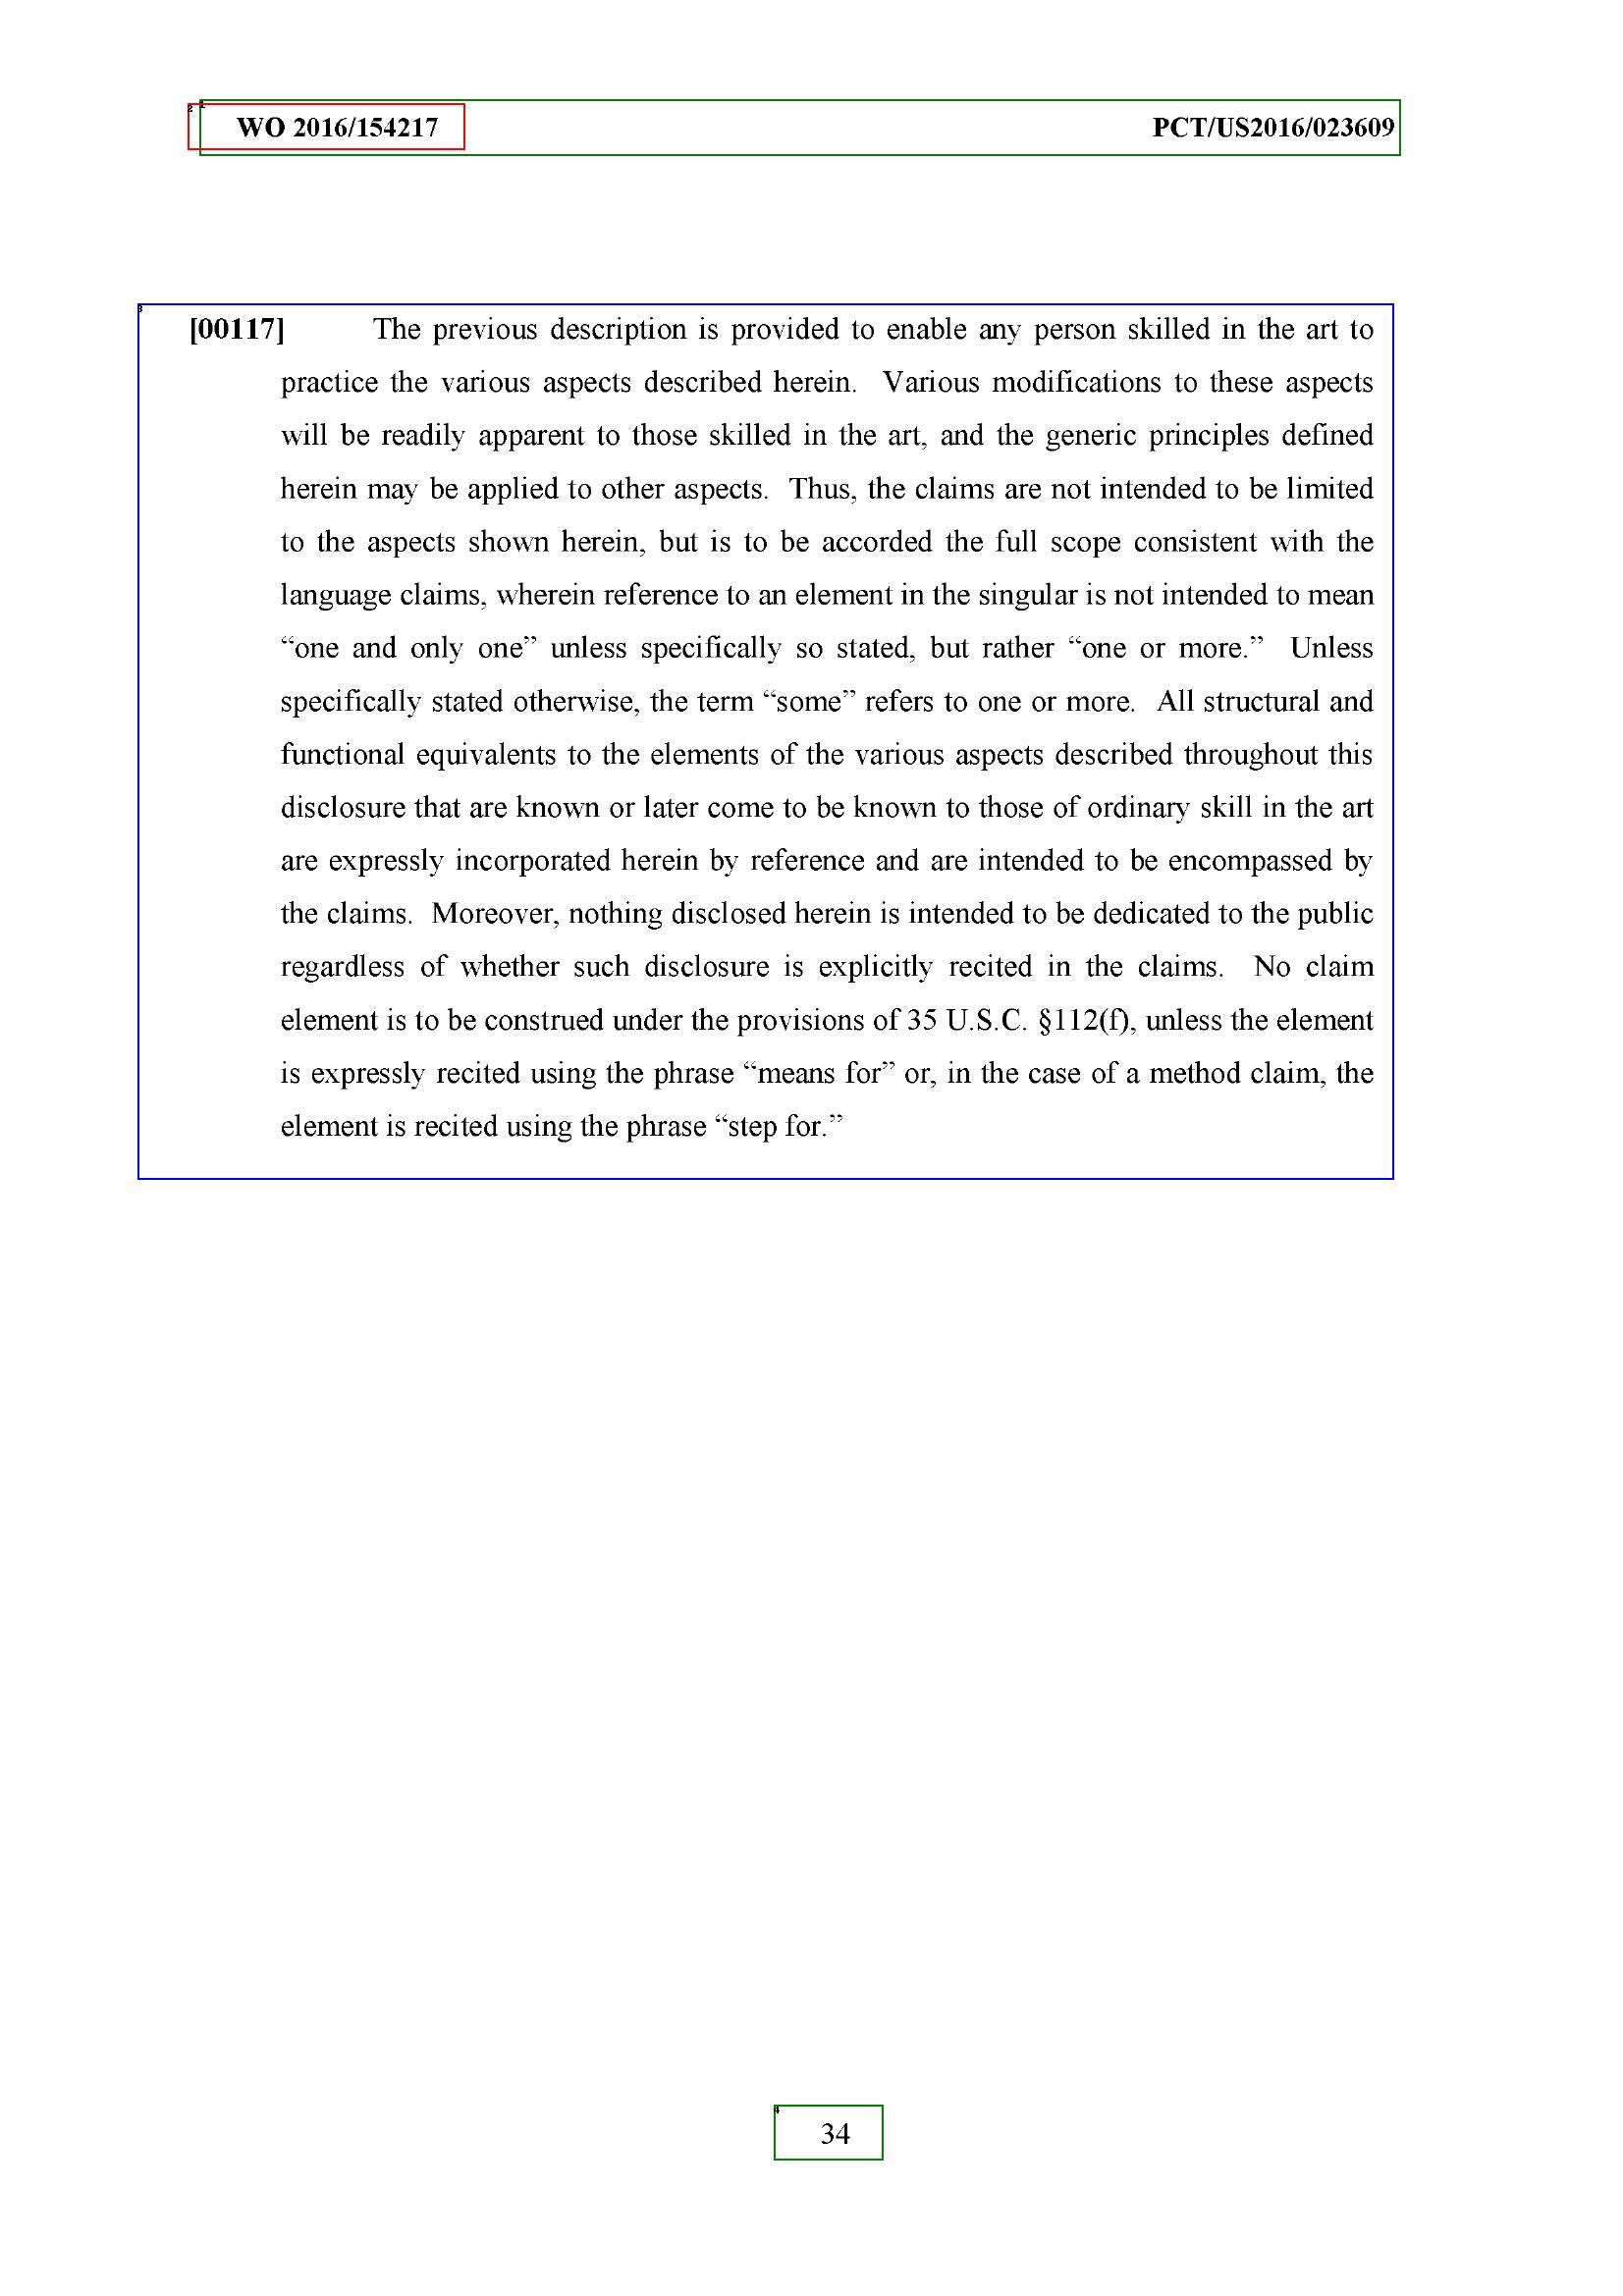 WO 2016/154217 PCT/US2016/023609
[00117] The previous description is provided to enable any person skilled in the art to
practice the various aspects described herein. Various modifications to these aspects
will be readily apparent to those skilled in the art, and the generic principles defined
herein may be applied to other aspects. Thus, the claims are not intended to be limited
to the aspects shown herein, but is to be accorded the full scope consistent with the
language claims, wherein reference to an element in the singular is not intended to mean
“one and only one” unless specifically so stated, but rather “one or more.” Unless
specifically stated otherwise, the term “some” refers to one or more. All structural and
functional equivalents to the elements of the various aspects described throughout this
disclosure that are known or later come to be known to those of ordinary skill in the art
are expressly incorporated herein by reference and are intended to be encompassed by
the claims. Moreover, nothing disclosed herein is intended to be dedicated to the public
regardless of whether such disclosure is explicitly recited in the claims. No claim
element is to be construed under the provisions of 35 U.S.C. §112(f), unless the element
is expressly recited using the phrase “means for” or, in the case of a method claim, the
element is recited using the phrase “step for.”
34